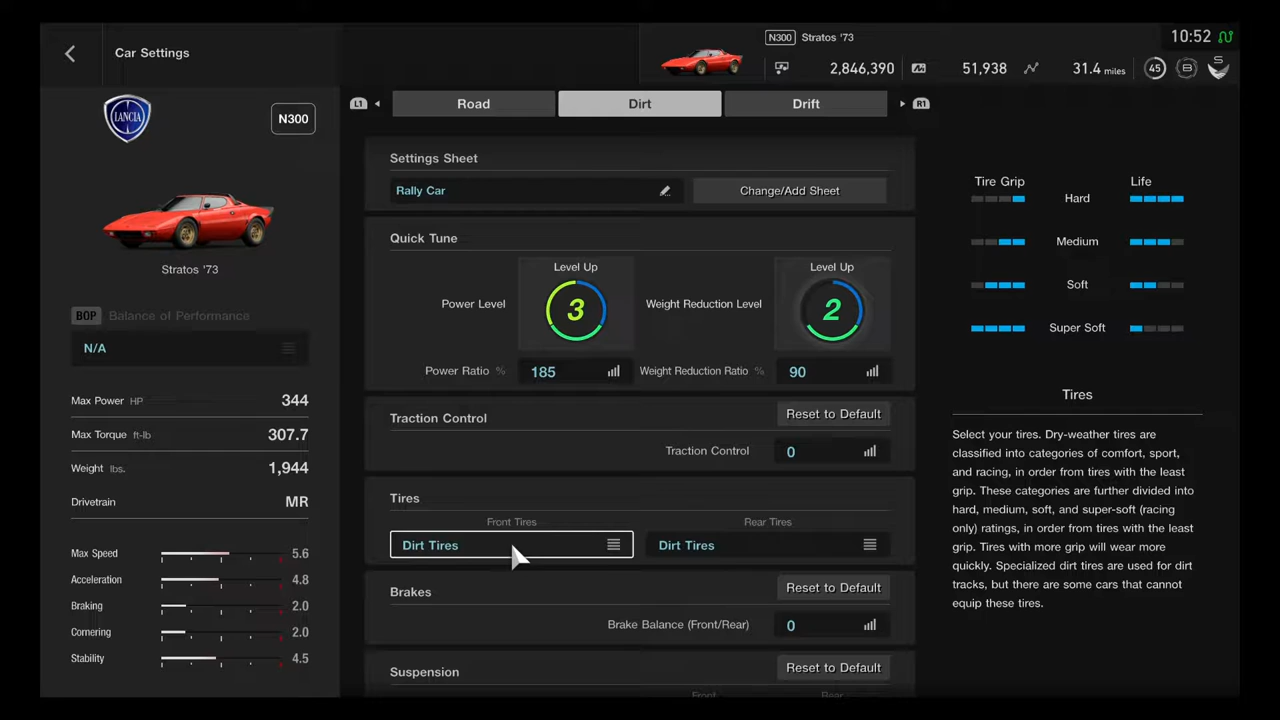 Car Settings
N300 Stratos '73
10:52
2,846,390
51,938
31.4 miles
45
B
S
LANCIA
N300
Stratos '73
BOP Balance of Performance
N/A
Max Power HP 344
Max Torque ft-lb 307.7
Weight lbs. 1,944
Drivetrain MR
Max Speed 5.6
Acceleration 4.8
Braking 2.0
Cornering 2.0
Stability 4.5
L1 Road Dirt Drift R1
Settings Sheet
Rally Car Change/Add Sheet
Quick Tune
Level Up Level Up
Power Level 3 Weight Reduction Level 2
Power Ratio % 185 Weight Reduction Ratio % 90
Traction Control Reset to Default
Traction Control 0
Tires
Front Tires Rear Tires
Dirt Tires Dirt Tires
Brakes Reset to Default
Brake Balance (Front/Rear) 0
Suspension Reset to Default
Front Rear
Tire Grip Life
Hard
Medium
Soft
Super Soft
Tires
Select your tires. Dry-weather tires are
classified into categories of comfort, sport,
and racing, in order from tires with the least
grip. These categories are further divided into
hard, medium, soft, and super-soft (racing
only) ratings, in order from tires with the least
grip. Tires with more grip will wear more
quickly. Specialized dirt tires are used for dirt
tracks, but there are some cars that cannot
equip these tires.